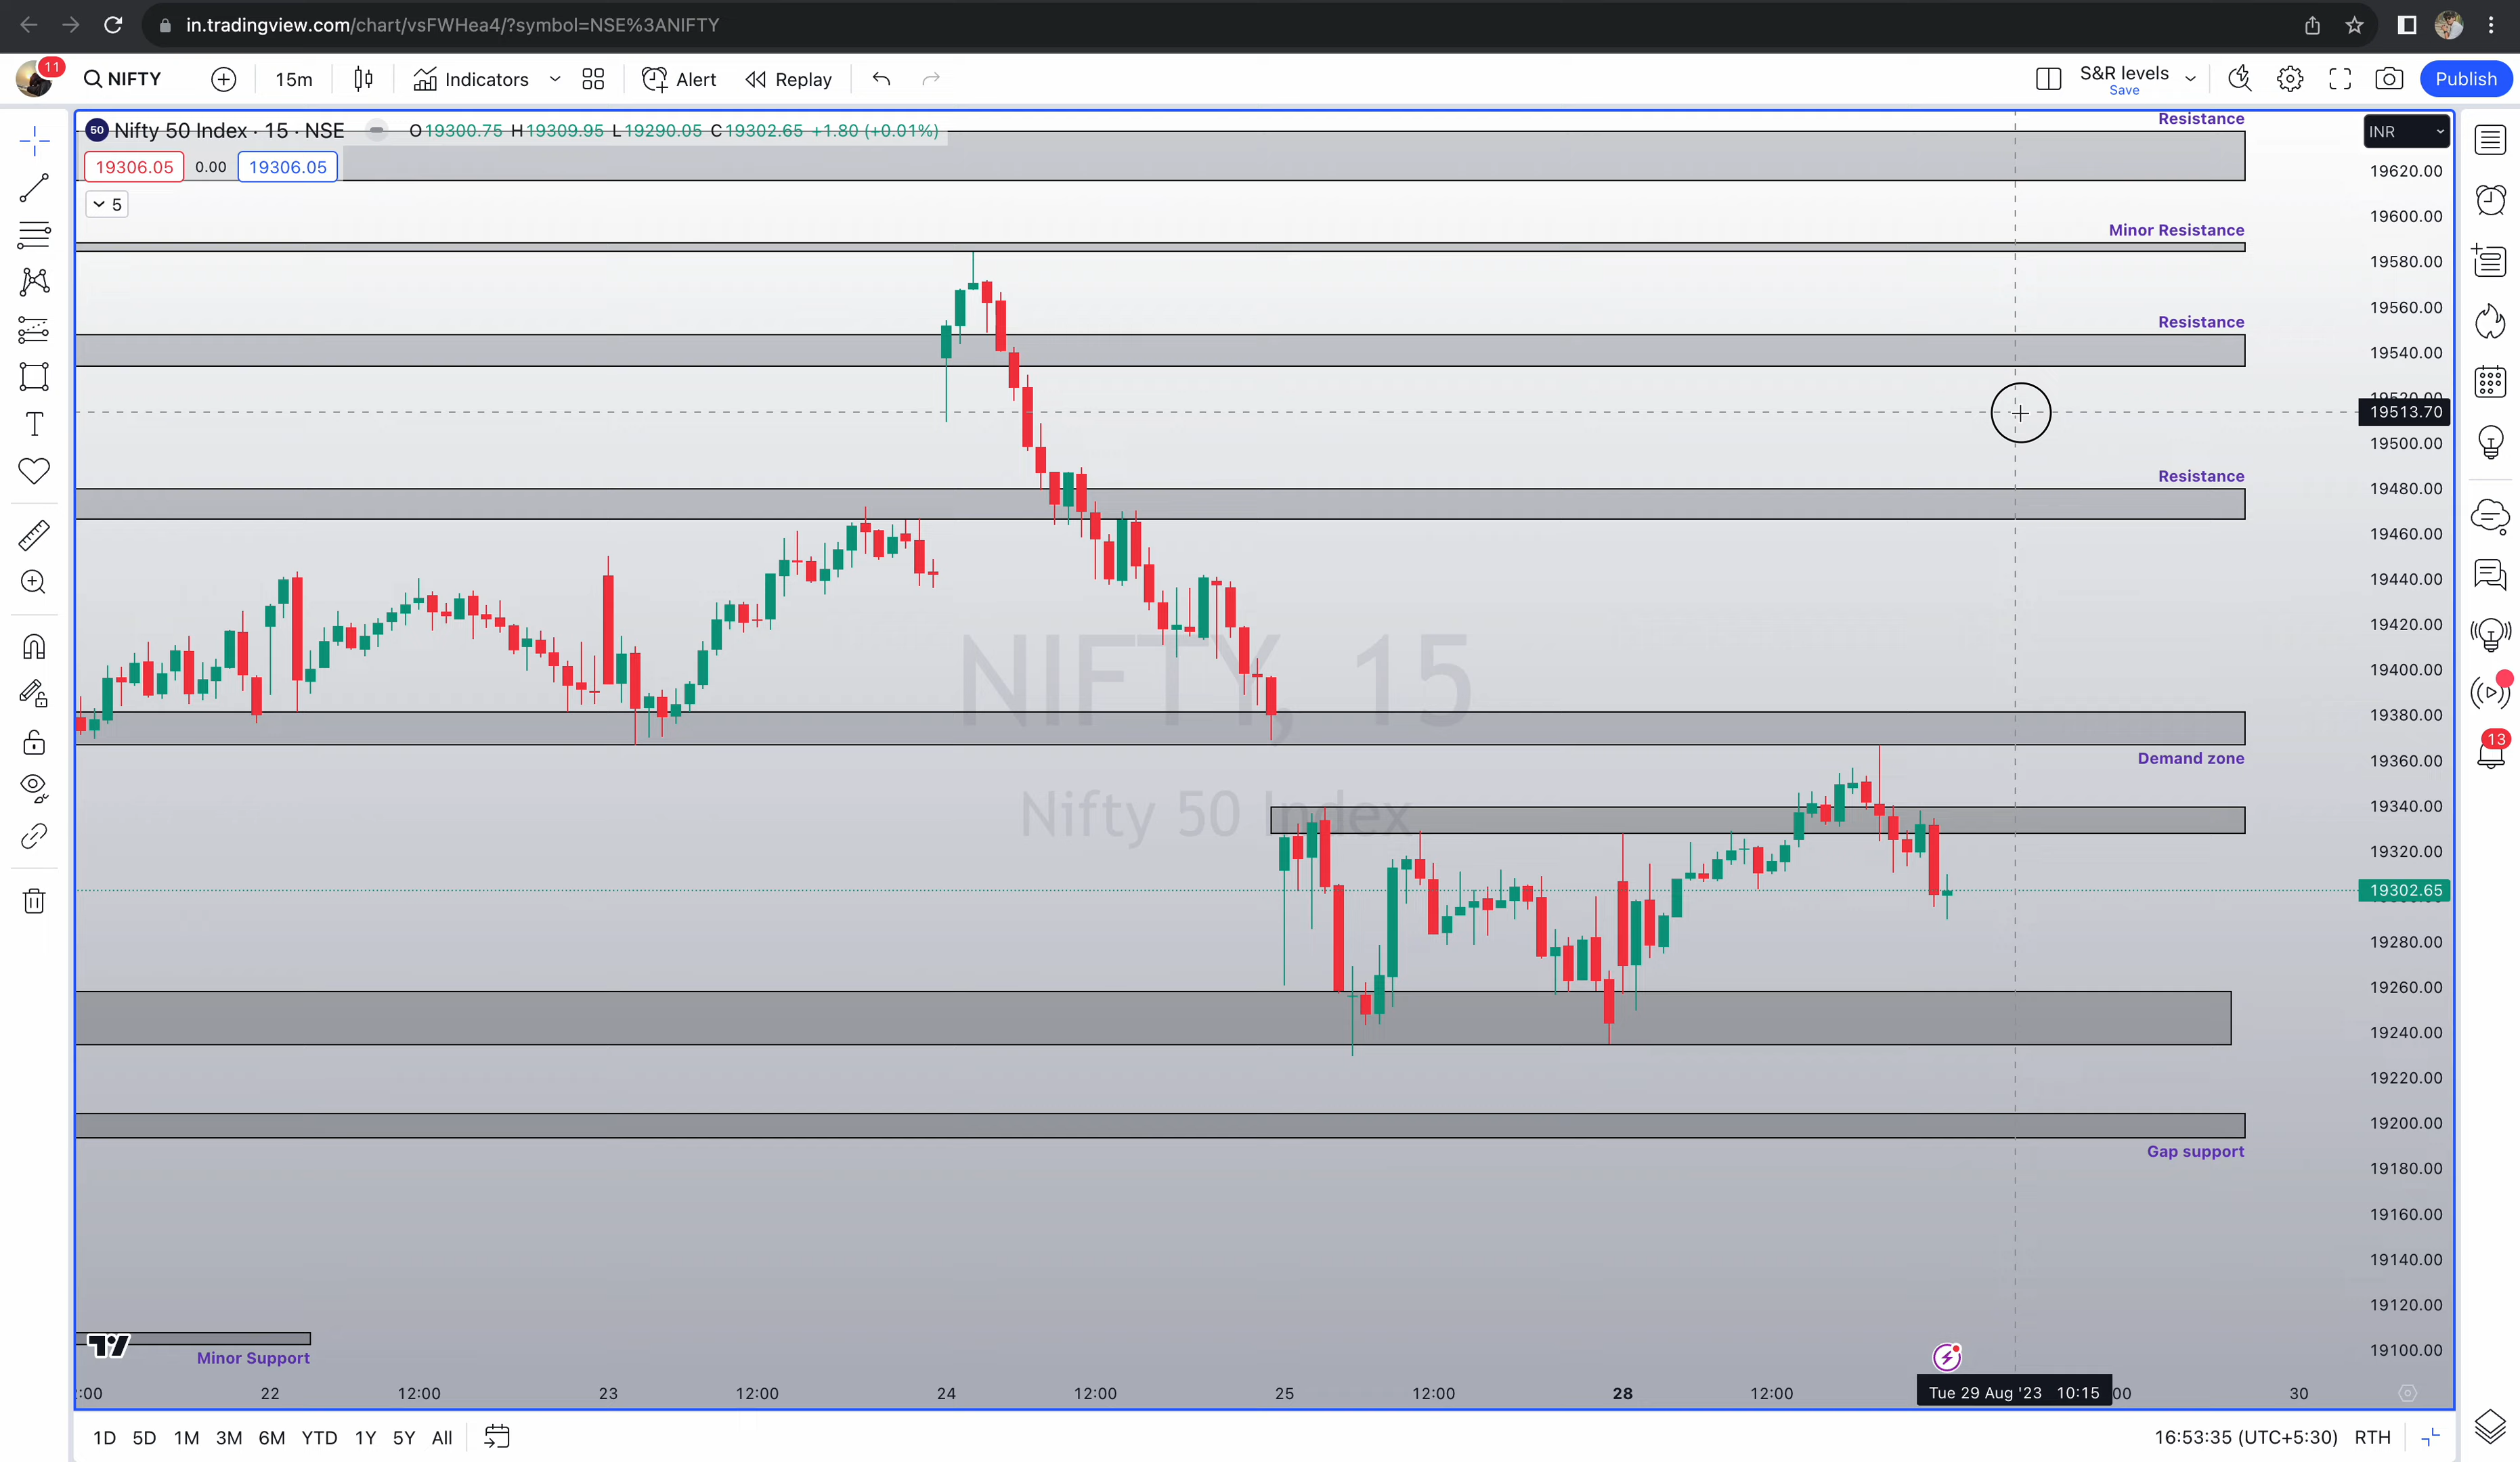 in.tradingview.com/chart/vsFWHea4/?symbol=NSE%3ANIFTY
11
NIFTY
15m
Indicators
Alert
Replay
S&R levels
Save
Publish
50 Nifty 50 Index · 15 · NSE O19300.75 H19309.95 L19290.05 C19302.65 +1.80 (+0.01%)
19306.05 0.00 19306.05
5
INR
Resistance
Minor Resistance
Resistance
Resistance
Demand zone
Gap support
Minor Support
NIFTY, 15
Nifty 50 Index
19620.00
19600.00
19580.00
19560.00
19540.00
19513.70
19500.00
19480.00
19460.00
19440.00
19420.00
19400.00
19380.00
19360.00
19340.00
19320.00
19302.65
19280.00
19260.00
19240.00
19220.00
19200.00
19180.00
19160.00
19140.00
19120.00
19100.00
13
:00 22 12:00 23 12:00 24 12:00 25 12:00 28 12:00 Tue 29 Aug '23 10:15 00 30
1D 5D 1M 3M 6M YTD 1Y 5Y All
16:53:35 (UTC+5:30) RTH